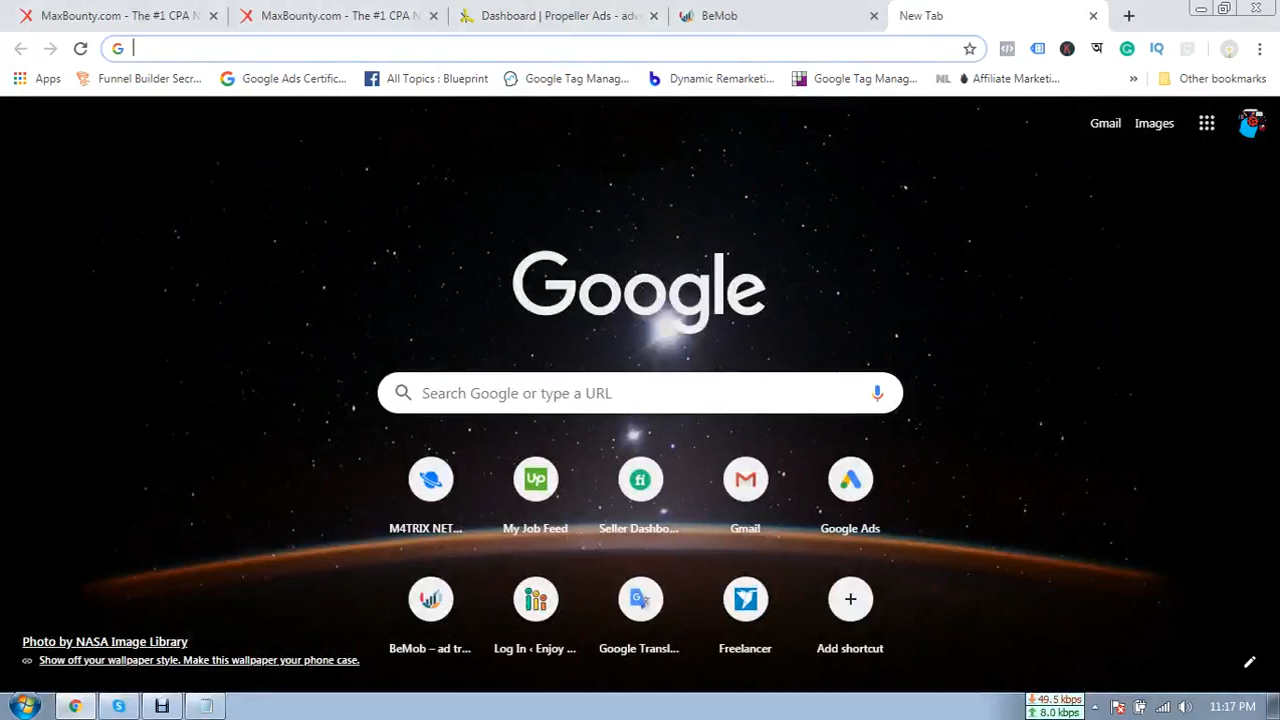 MaxBounty.com - The #1 CPA N
MaxBounty.com - The #1 CPA N
Dashboard | Propeller Ads - adv
BeMob
New Tab
Apps
Funnel Builder Secr...
Google Ads Certific...
All Topics : Blueprint
Google Tag Manag...
Dynamic Remarketi...
Google Tag Manag...
NL
Affiliate Marketi...
»
Other bookmarks
Gmail
Images
Google
Search Google or type a URL
M4TRIX NET...
My Job Feed
Seller Dashbo...
Gmail
Google Ads
BeMob – ad tr...
Log In ‹ Enjoy ...
Google Transl...
Freelancer
Add shortcut
Photo by NASA Image Library
Show off your wallpaper style. Make this wallpaper your phone case.
49.5 kbps
8.0 kbps
11:17 PM